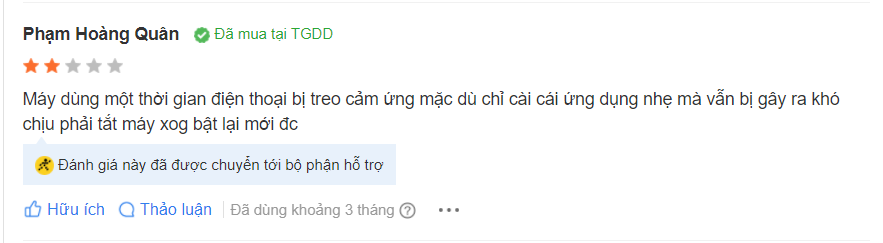 Phạm Hoàng Quân Đã mua tại TGDD
Máy dùng một thời gian điện thoại bị treo cảm ứng mặc dù chỉ cài cái ứng dụng nhẹ mà vẫn bị gây ra khó
chịu phải tắt máy xog bật lại mới đc
Đánh giá này đã được chuyển tới bộ phận hỗ trợ
Hữu ích Thảo luận Đã dùng khoảng 3 tháng ? •••